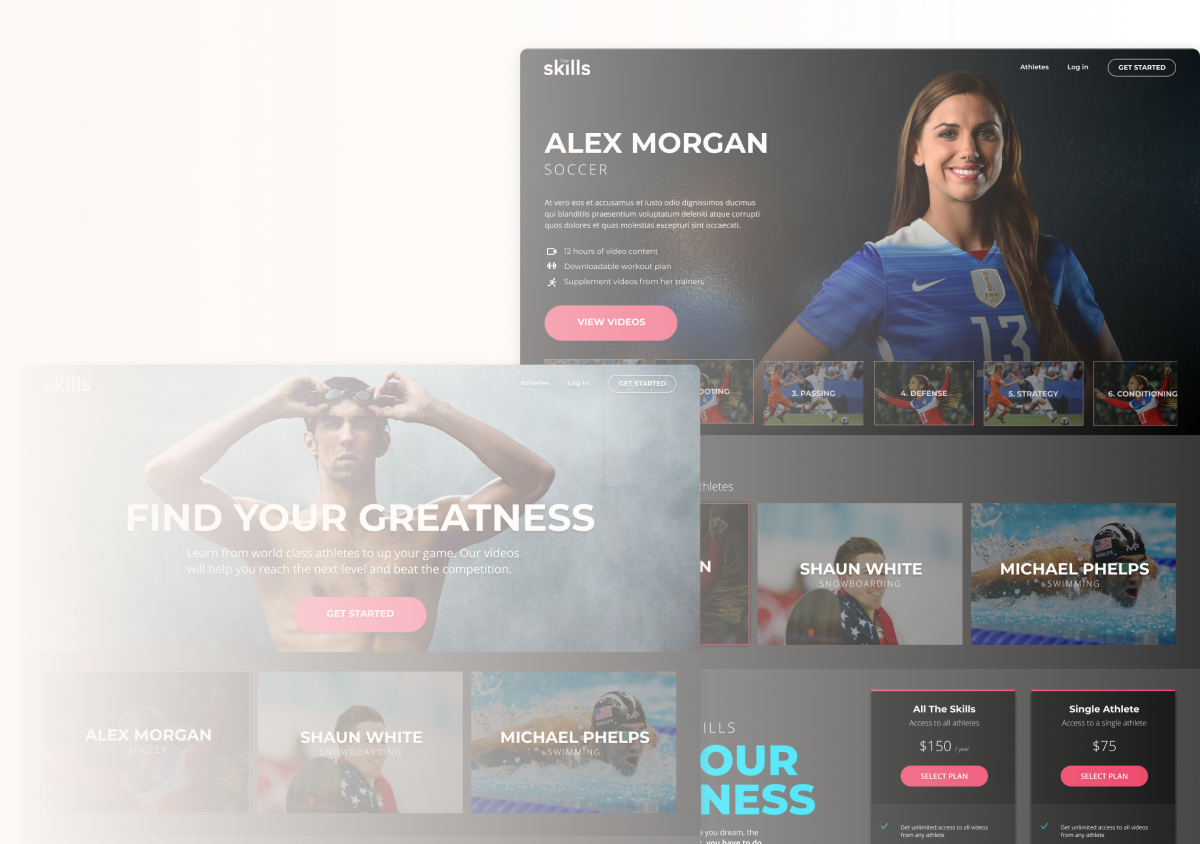 the
skills
Athletes
Log in
GET STARTED
ALEX MORGAN
SOCCER
At vero eos et accusamus et iusto odio dignissimos ducimus
qui blanditiis praesentium voluptatum deleniti atque corrupti
quos dolores et quas molestias excepturi sint occaecati.
12 hours of video content
Downloadable workout plan
Supplement videos from her trainers
VIEW VIDEOS
13
OOTING
3. PASSING
4. DEFENSE
5. STRATEGY
6. CONDITIONING
thletes
N
SHAUN WHITE
SNOWBOARDING
MICHAEL PHELPS
SWIMMING
ILLS
OUR
NESS
e you dream, the
, you have to do
All The Skills
Access to all athletes
$150 / year
SELECT PLAN
Get unlimited access to all videos
from any athlete
Single Athlete
Access to a single athlete
$75
SELECT PLAN
Get unlimited access to all videos
from any athlete
skills
Athletes
Log in
GET STARTED
FIND YOUR GREATNESS
Learn from world class athletes to up your game. Our videos
will help you reach the next level and beat the competition.
GET STARTED
ALEX MORGAN
SOCCER
SHAUN WHITE
SNOWBOARDING
MICHAEL PHELPS
SWIMMING